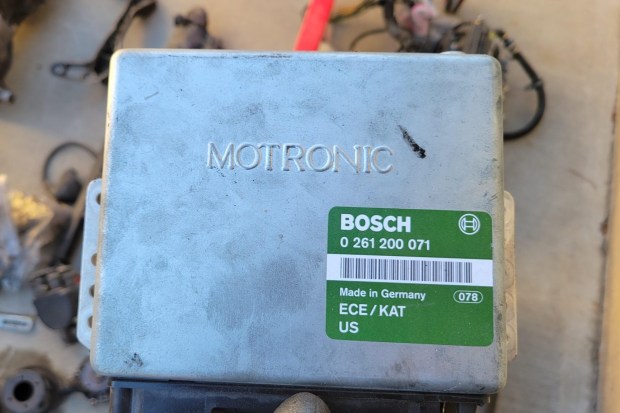 MOTRONIC
BOSCH
0 261 200 071
Made in Germany 078
ECE/KAT
US